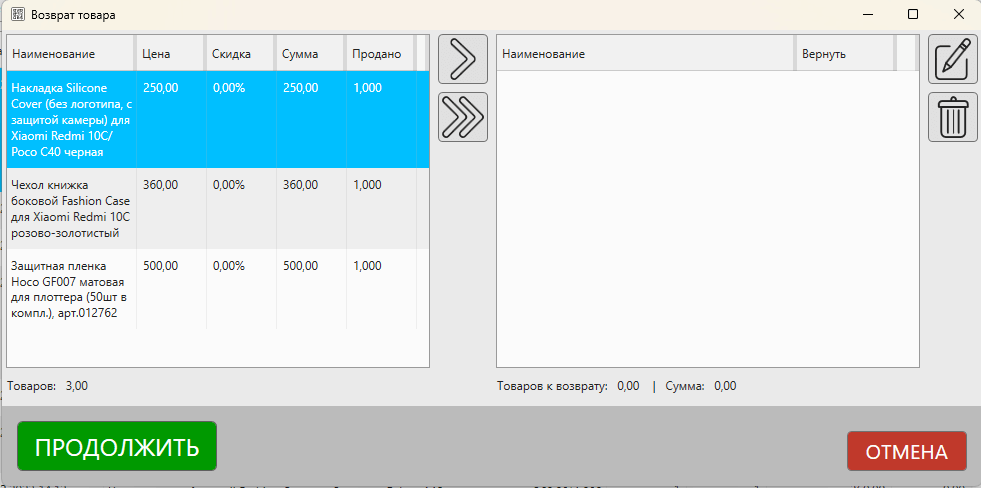 Возврат товара
Наименование Цена Скидка Сумма Продано
Накладка Silicone 250,00 0,00% 250,00 1,000
Cover (без логотипа, с
защитой камеры) для
Xiaomi Redmi 10C/
Poco C40 черная
Чехол книжка 360,00 0,00% 360,00 1,000
боковой Fashion Case
для Xiaomi Redmi 10C
розово-золотистый
Защитная пленка 500,00 0,00% 500,00 1,000
Hoco GF007 матовая
для плоттера (50шт в
компл.), арт.012762
Товаров: 3,00
Наименование Вернуть
Товаров к возврату: 0,00 | Сумма: 0,00
ПРОДОЛЖИТЬ
ОТМЕНА